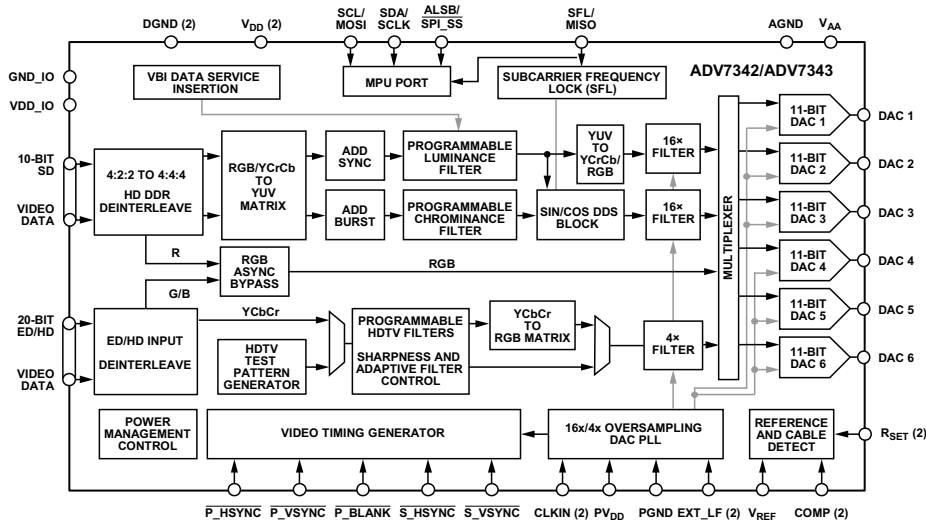 DGND (2)
VDD (2)
SCL/
MOSI
SDA/
SCLK
ALSB/
SPI_SS
SFL/
MISO
AGND
VAA
GND_IO
VDD_IO
VBI DATA SERVICE
INSERTION
MPU PORT
SUBCARRIER FREQUENCY
LOCK (SFL)
ADV7342/ADV7343
10-BIT
SD
VIDEO
DATA
4:2:2 TO 4:4:4
HD DDR
DEINTERLEAVE
RGB/YCrCb
TO
YUV
MATRIX
ADD
SYNC
PROGRAMMABLE
LUMINANCE
FILTER
YUV
TO
YCrCb/
RGB
16×
FILTER
ADD
BURST
PROGRAMMABLE
CHROMINANCE
FILTER
SIN/COS DDS
BLOCK
16×
FILTER
MULTIPLEXER
11-BIT
DAC 1
DAC 1
11-BIT
DAC 2
DAC 2
11-BIT
DAC 3
DAC 3
11-BIT
DAC 4
DAC 4
11-BIT
DAC 5
DAC 5
11-BIT
DAC 6
DAC 6
R
G/B
RGB
ASYNC
BYPASS
RGB
20-BIT
ED/HD
VIDEO
DATA
ED/HD INPUT
DEINTERLEAVE
YCbCr
HDTV
TEST
PATTERN
GENERATOR
PROGRAMMABLE
HDTV FILTERS
SHARPNESS AND
ADAPTIVE FILTER
CONTROL
YCbCr
TO
RGB MATRIX
4×
FILTER
POWER
MANAGEMENT
CONTROL
VIDEO TIMING GENERATOR
16x/4x OVERSAMPLING
DAC PLL
REFERENCE
AND CABLE
DETECT
RSET (2)
P_HSYNC
P_VSYNC
P_BLANK
S_HSYNC
S_VSYNC
CLKIN (2)
PVDD
PGND
EXT_LF (2)
VREF
COMP (2)